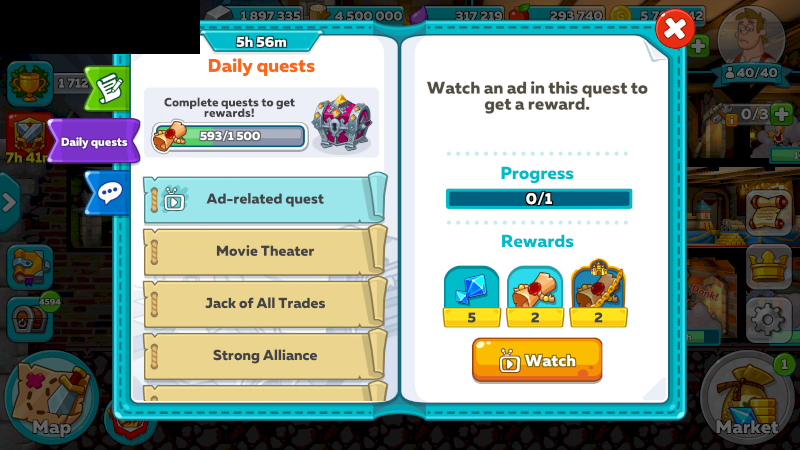 1 897 335
4 500 000
317 219
293 740
5h 56m
Daily quests
Complete quests to get
rewards!
593/1 500
Daily quests
Ad-related quest
Movie Theater
Jack of All Trades
Strong Alliance
Watch an ad in this quest to
get a reward.
Progress
0/1
Rewards
5
2
2
Watch
1 712
7h 41m
4594
Map
40/40
0/3
1
Market